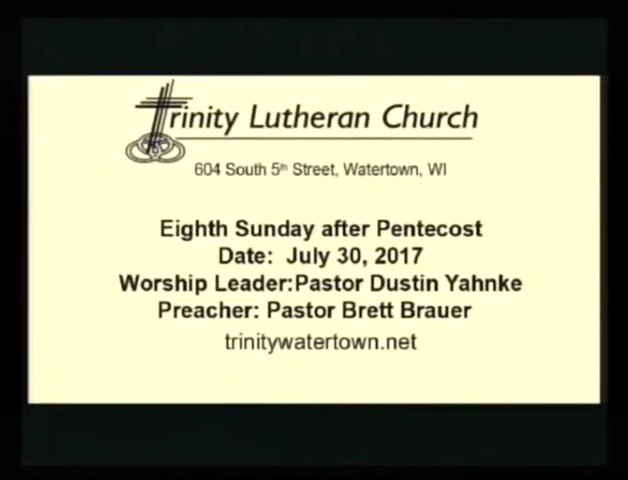 Trinity Lutheran Church
604 South 5th Street, Watertown, WI
Eighth Sunday after Pentecost
Date: July 30, 2017
Worship Leader:Pastor Dustin Yahnke
Preacher: Pastor Brett Brauer
trinitywatertown.net